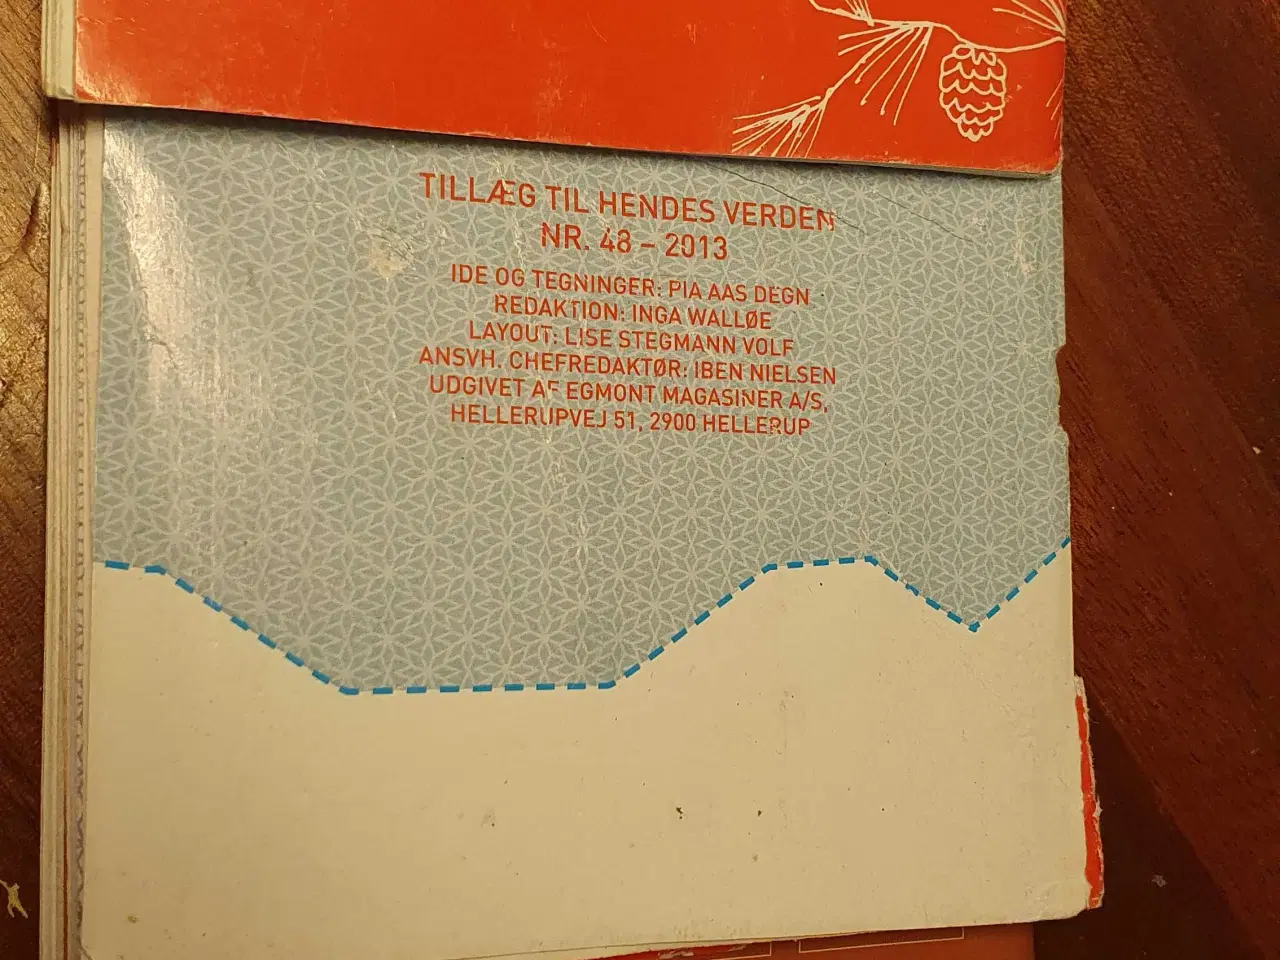 TILLÆG TIL HENDES VERDEN
NR. 48 – 2013
IDE OG TEGNINGER: PIA AAS DEGN
REDAKTION: INGA WALLØE
LAYOUT: LISE STEGMANN VOLF
ANSVH. CHEFREDAKTØR: IBEN NIELSEN
UDGIVET AF EGMONT MAGASINER A/S,
HELLERUPVEJ 51, 2900 HELLERUP